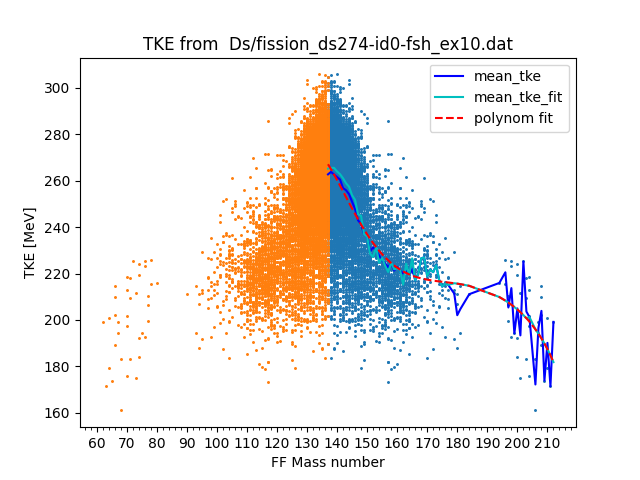 TKE from  Ds/fission_ds274-id0-fsh_ex10.dat
mean_tke
mean_tke_fit
polynom fit
TKE [MeV]
300
280
260
240
220
200
180
160
60 70 80 90 100 110 120 130 140 150 160 170 180 190 200 210
FF Mass number